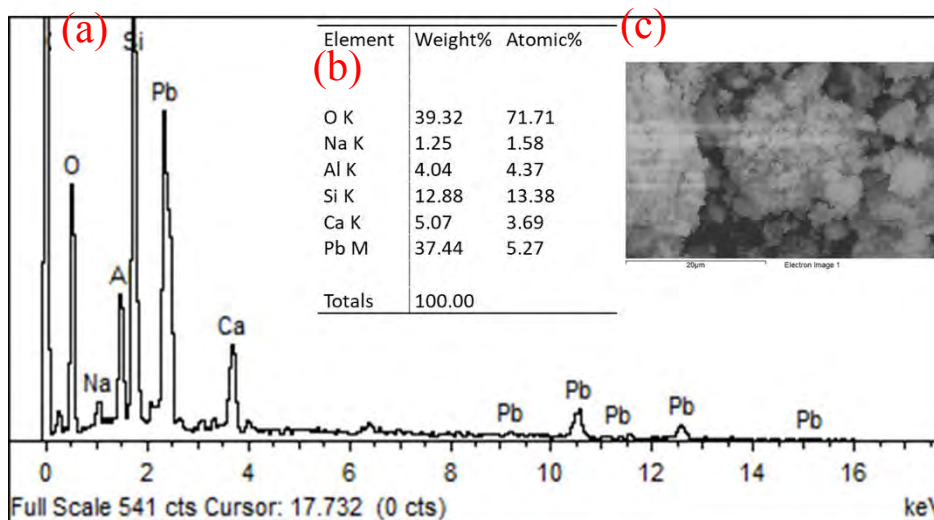 (a)
Si
Pb
O
A
Na
Ca
Pb
Pb
Pb
Pb
Pb
0 2 4 6 8 10 12 14 16
Full Scale 541 cts Cursor: 17.732 (0 cts)
keV
(b)
Element Weight% Atomic%
O K 39.32 71.71
Na K 1.25 1.58
Al K 4.04 4.37
Si K 12.88 13.38
Ca K 5.07 3.69
Pb M 37.44 5.27
Totals 100.00
(c)
20µm
Electron Image 1